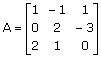 A = [ 1 - 1 1
0 2 - 3
2 1 0 ]